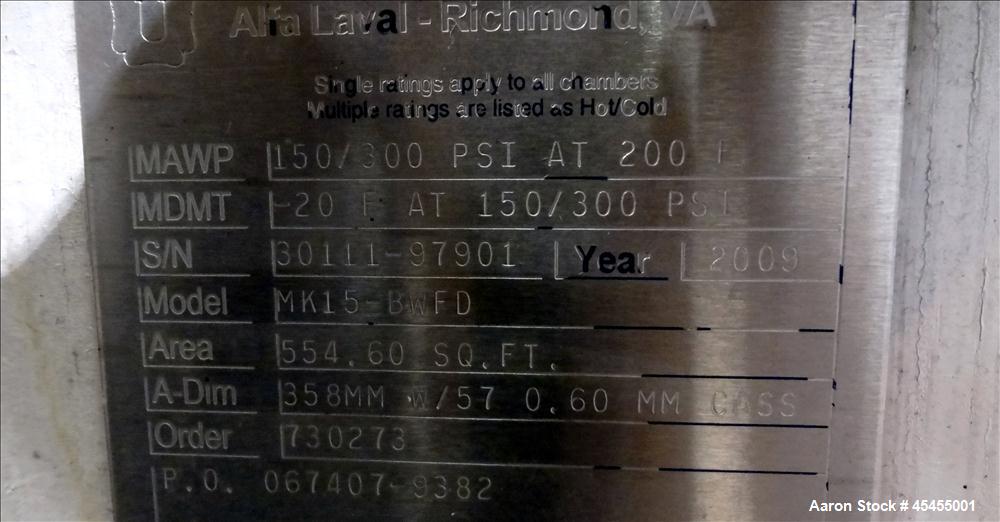 Alfa Laval - Richmond, VA
Single ratings apply to all chambers
Multiple ratings are listed as Hot/Cold
MAWP 150/300 PSI AT 200 F
MDMT -20 F AT 150/300 PSI
S/N 30111-97901 Year 2009
Model MK15-BWFD
Area 554.60 SQ.FT.
A-Dim 358MM W/57 0.60 MM CASS
Order 730273
P.O. 067407-9382
Aaron Stock # 45455001